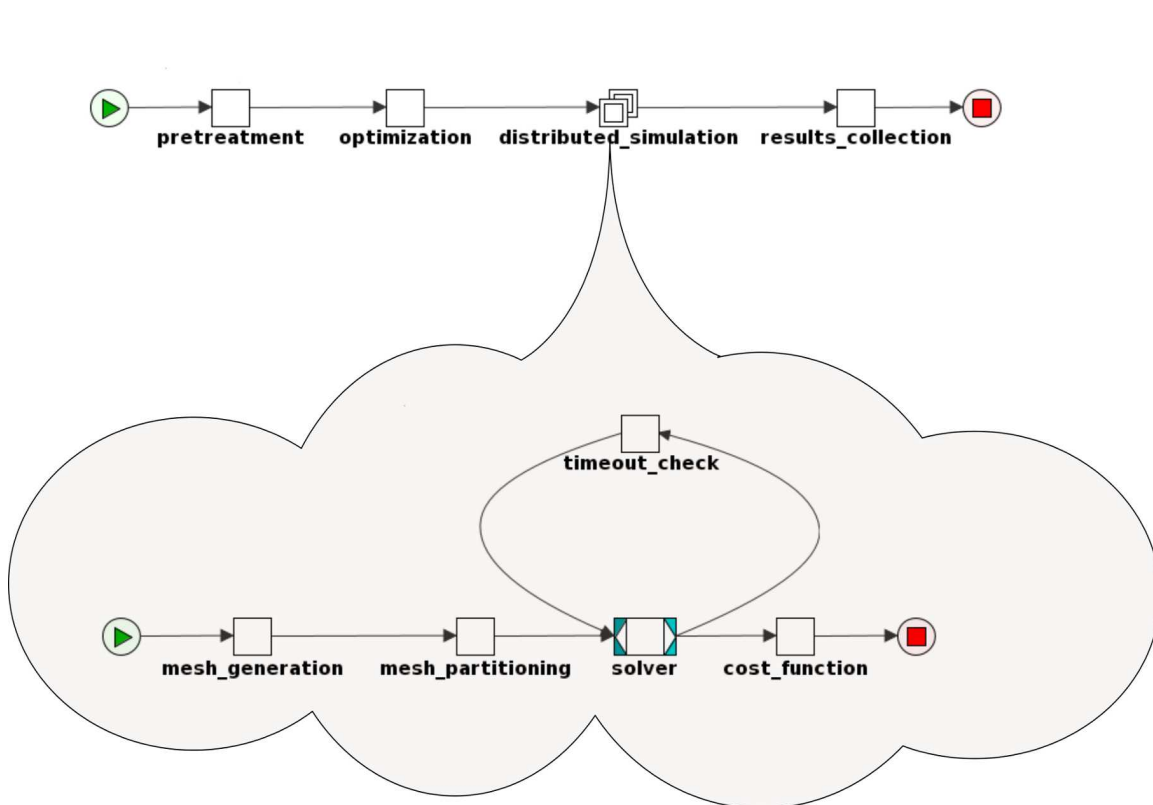 pretreatment optimization distributed_simulation results_collection
timeout_check
mesh_generation mesh_partitioning solver cost_function